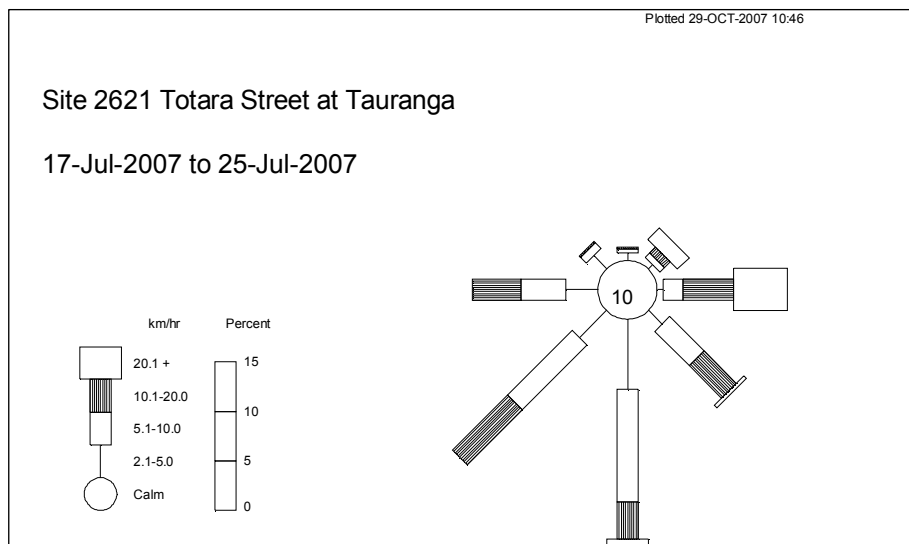 Plotted 29-OCT-2007 10:46
Site 2621 Totara Street at Tauranga
17-Jul-2007 to 25-Jul-2007
10
km/hr Percent
20.1 + 15
10.1-20.0
10
5.1-10.0
2.1-5.0 5
Calm
0